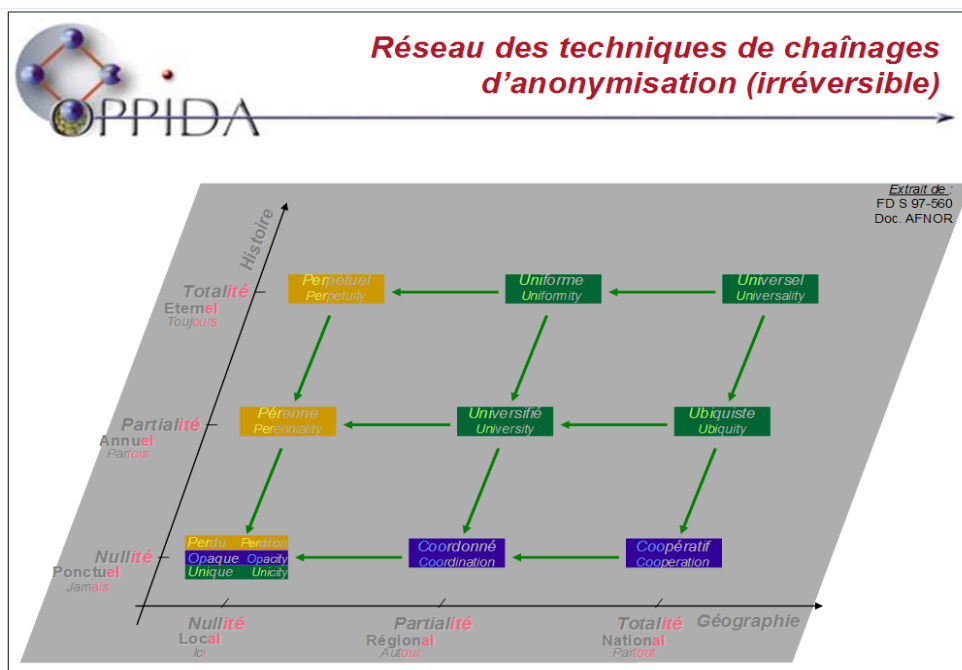 Réseau des techniques de chaînages
d'anonymisation (irréversible)
OPPIDA
Extrait de :
FD S 97-560
Doc. AFNOR
Histoire
Totalité
Eternel
Toujours
Perpétuel
Perpetuity
Uniforme
Uniformity
Universel
Universality
Partialité
Annuel
Parfois
Pérenne
Perenniality
Universifié
University
Ubiquiste
Ubiquity
Nullité
Ponctuel
Jamais
Perdu Perdition
Opaque Opacity
Unique Unicity
Coordonné
Coordination
Coopératif
Cooperation
Nullité
Local
Ici
Partialité
Régional
Autour
Totalité
National
Partout
Géographie